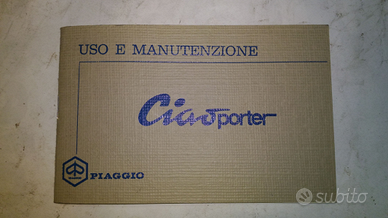 USO E MANUTENZIONE
Ciao porter
PIAGGIO
subito